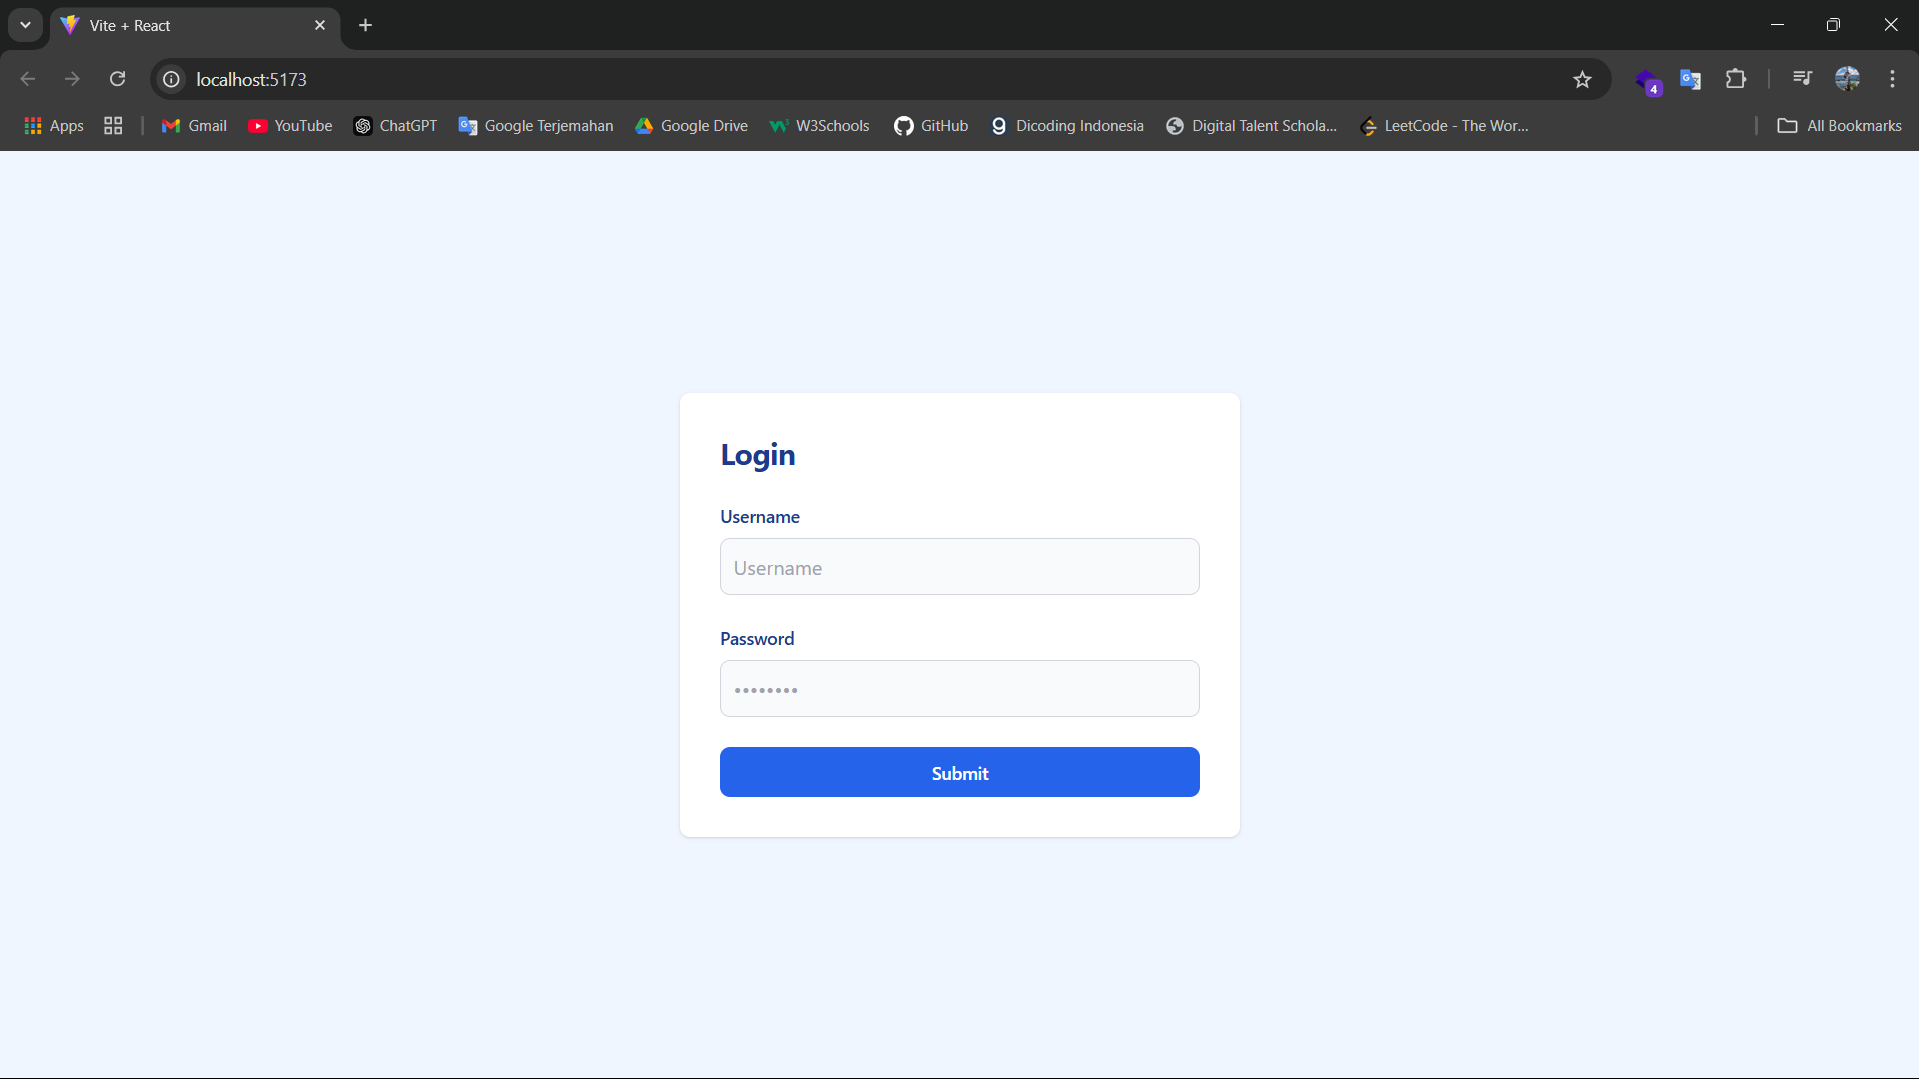 Vite + React
localhost:5173
4
Apps Gmail YouTube ChatGPT Google Terjemahan Google Drive W3Schools GitHub Dicoding Indonesia Digital Talent Schola... LeetCode - The Wor... All Bookmarks
Login
Username
Username
Password
••••••••
Submit